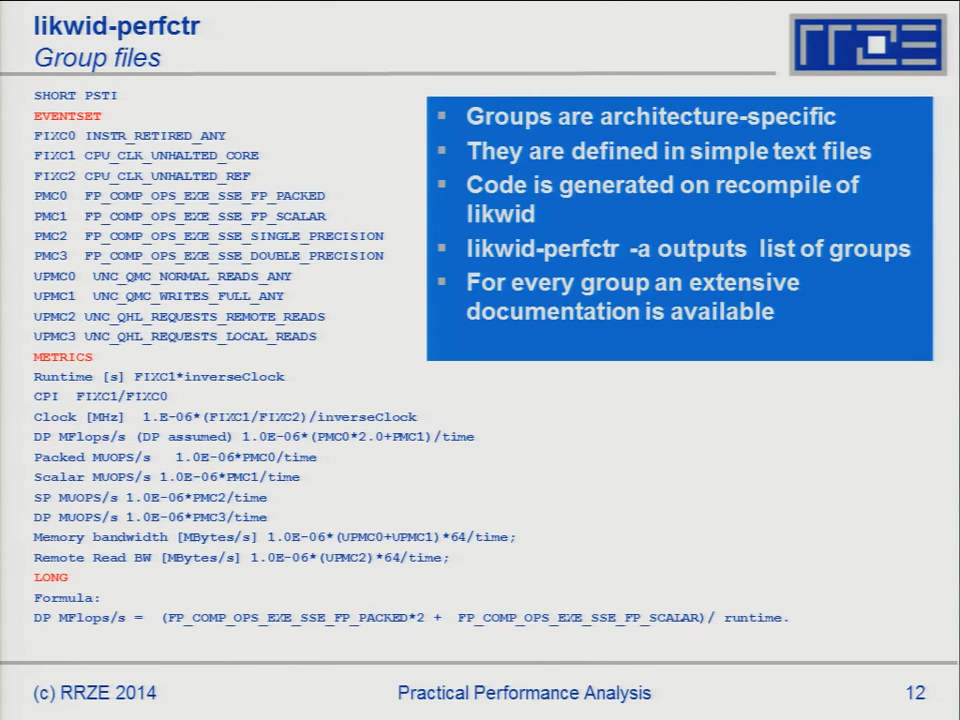 likwid-perfctr
Group files
RRZE
SHORT PSTI
EVENTSET
FIXC0 INSTR_RETIRED_ANY
FIXC1 CPU_CLK_UNHALTED_CORE
FIXC2 CPU_CLK_UNHALTED_REF
PMC0  FP_COMP_OPS_EXE_SSE_FP_PACKED
PMC1  FP_COMP_OPS_EXE_SSE_FP_SCALAR
PMC2  FP_COMP_OPS_EXE_SSE_SINGLE_PRECISION
PMC3  FP_COMP_OPS_EXE_SSE_DOUBLE_PRECISION
UPMC0  UNC_QMC_NORMAL_READS_ANY
UPMC1  UNC_QMC_WRITES_FULL_ANY
UPMC2 UNC_QHL_REQUESTS_REMOTE_READS
UPMC3 UNC_QHL_REQUESTS_LOCAL_READS
METRICS
Runtime [s] FIXC1*inverseClock
CPI  FIXC1/FIXC0
Clock [MHz]  1.E-06*(FIXC1/FIXC2)/inverseClock
DP MFlops/s (DP assumed) 1.0E-06*(PMC0*2.0+PMC1)/time
Packed MUOPS/s   1.0E-06*PMC0/time
Scalar MUOPS/s 1.0E-06*PMC1/time
SP MUOPS/s 1.0E-06*PMC2/time
DP MUOPS/s 1.0E-06*PMC3/time
Memory bandwidth [MBytes/s] 1.0E-06*(UPMC0+UPMC1)*64/time;
Remote Read BW [MBytes/s] 1.0E-06*(UPMC2)*64/time;
LONG
Formula:
DP MFlops/s =  (FP_COMP_OPS_EXE_SSE_FP_PACKED*2 +  FP_COMP_OPS_EXE_SSE_FP_SCALAR)/ runtime.
▪ Groups are architecture-specific
▪ They are defined in simple text files
▪ Code is generated on recompile of
likwid
▪ likwid-perfctr -a outputs list of groups
▪ For every group an extensive
documentation is available
(c) RRZE 2014
Practical Performance Analysis
12